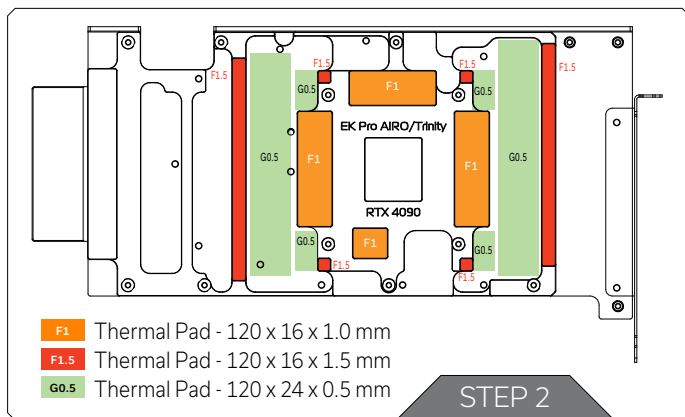 F1.5
F1.5
F1
F1.5
F1.5
G0.5
G0.5
EK Pro AIRO/Trinity
G0.5
F1
F1
G0.5
RTX 4090
G0.5
F1
G0.5
F1.5
F1.5
F1 Thermal Pad - 120 x 16 x 1.0 mm
F1.5 Thermal Pad - 120 x 16 x 1.5 mm
G0.5 Thermal Pad - 120 x 24 x 0.5 mm
STEP 2